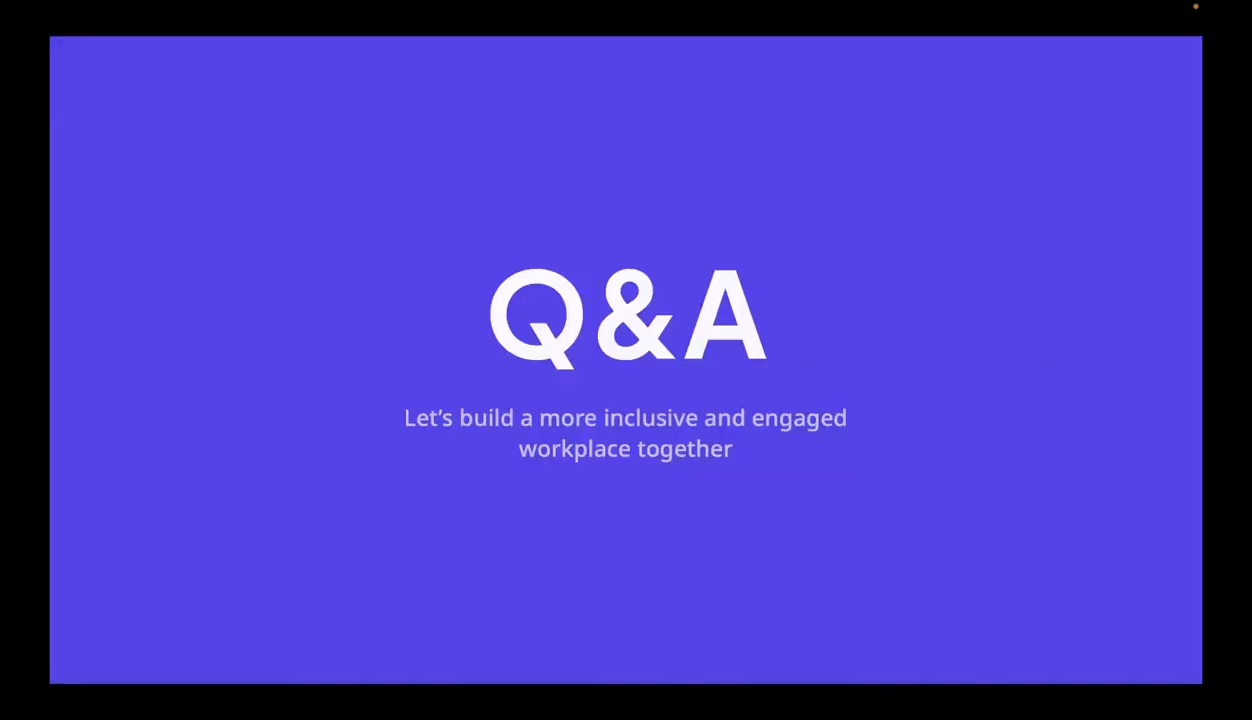 Q&A
Let’s build a more inclusive and engaged
workplace together